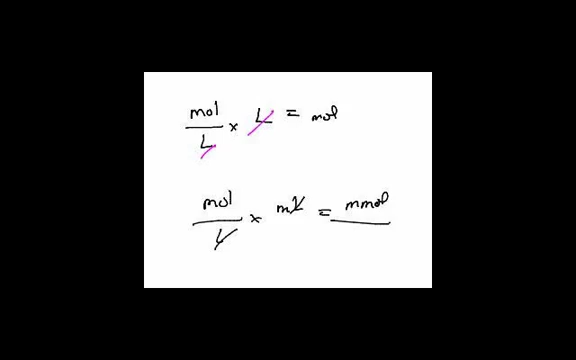 mol/L × L = mol
mol/L × mL = mmol